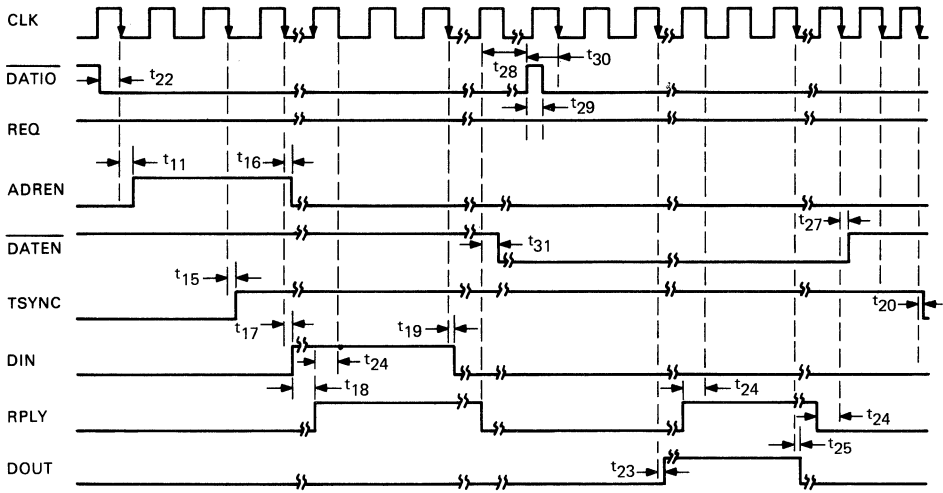 CLK
DATIO
t28
t30
t22
t29
REQ
t11
t16
ADREN
t27
DATEN
t31
t15
TSYNC
t20
t17
t19
DIN
t24
t18
t24
RPLY
t24
t25
DOUT
t23